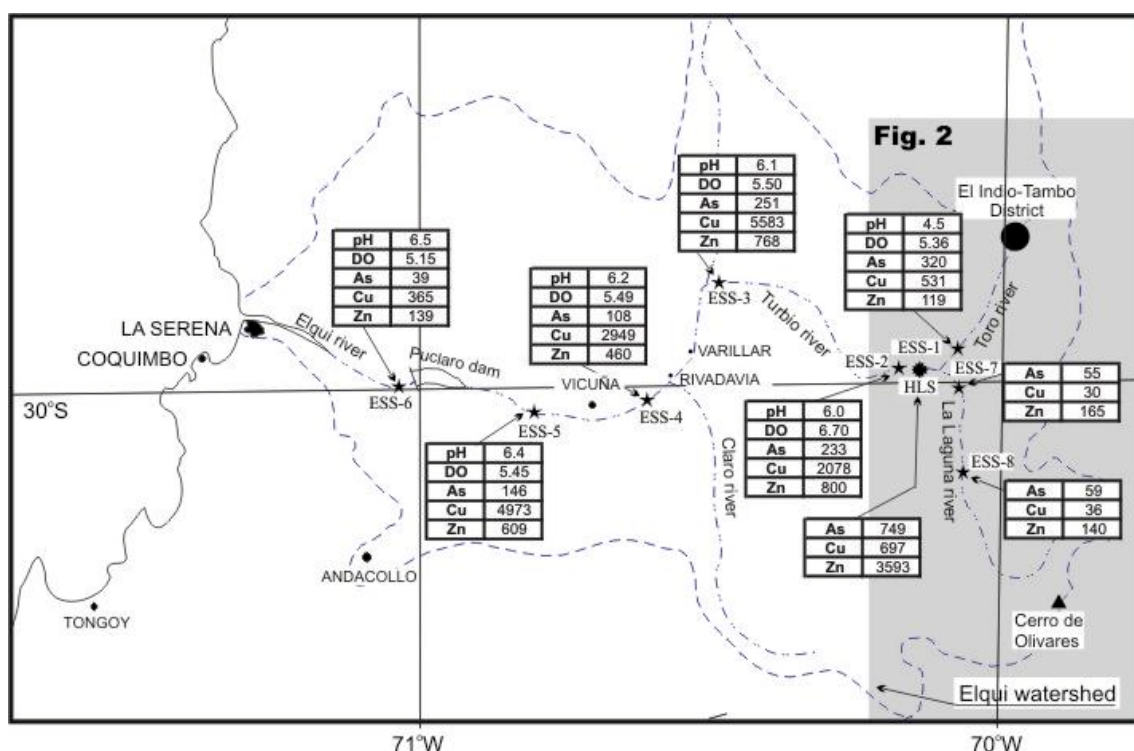 Fig. 2
El Indio-Tambo
District
pH 6.1
DO 5.50
As 251
Cu 5583
Zn 768
ESS-3
pH 4.5
DO 5.36
As 320
Cu 531
Zn 119
pH 6.5
DO 5.15
As 39
Cu 365
Zn 139
pH 6.2
DO 5.49
As 108
Cu 2949
Zn 460
Turbio river
Toro river
LA SERENA
COQUIMBO
Elqui river
Puclaro dam
VARILLAR
RIVADAVIA
VICUÑA
ESS-1
ESS-2
ESS-7
HLS
30°S
ESS-6
ESS-5
ESS-4
As 55
Cu 30
Zn 165
pH 6.0
DO 6.70
As 233
Cu 2078
Zn 800
Claro river
La Laguna river
ESS-8
pH 6.4
DO 5.45
As 146
Cu 4973
Zn 609
As 59
Cu 36
Zn 140
As 749
Cu 697
Zn 3593
ANDACOLLO
TONGOY
Cerro de
Olivares
Elqui watershed
71°W
70°W